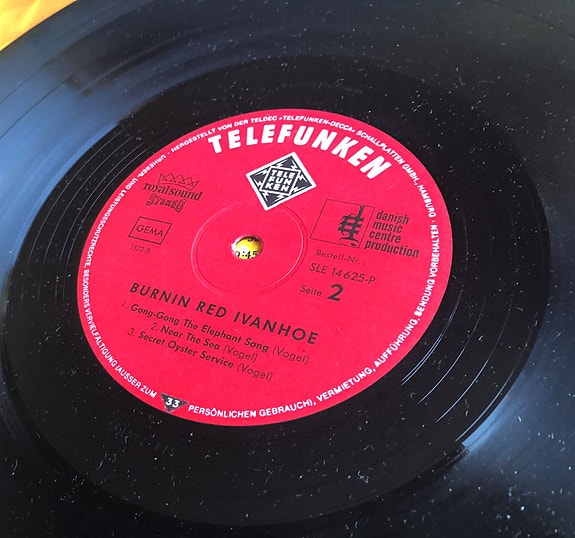 HERGESTELLT VON DER TELDEC »TELEFUNKEN-DECCA« SCHALLPLATTEN GMBH, HAMBURG
TELEFUNKEN
TELE
FUN
KEN
royal sound
STEREO
GEMA
1572-B
danish
music
centre
production
Bestell-Nr.:
SLE 14 625-P
Seite 2
BURNIN RED IVANHOE
1. Gong-Gong The Elephant Song (Vogel)
2. Near The Sea (Vogel)
3. Secret Oyster Service (Vogel)
33
URHEBER- UND LEISTUNGSSCHUTZRECHTE, BESONDERS VERVIELFÄLTIGUNG (AUSSER ZUM PERSÖNLICHEN GEBRAUCH), VERMIETUNG, AUFFÜHRUNG, SENDUNG VORBEHALTEN